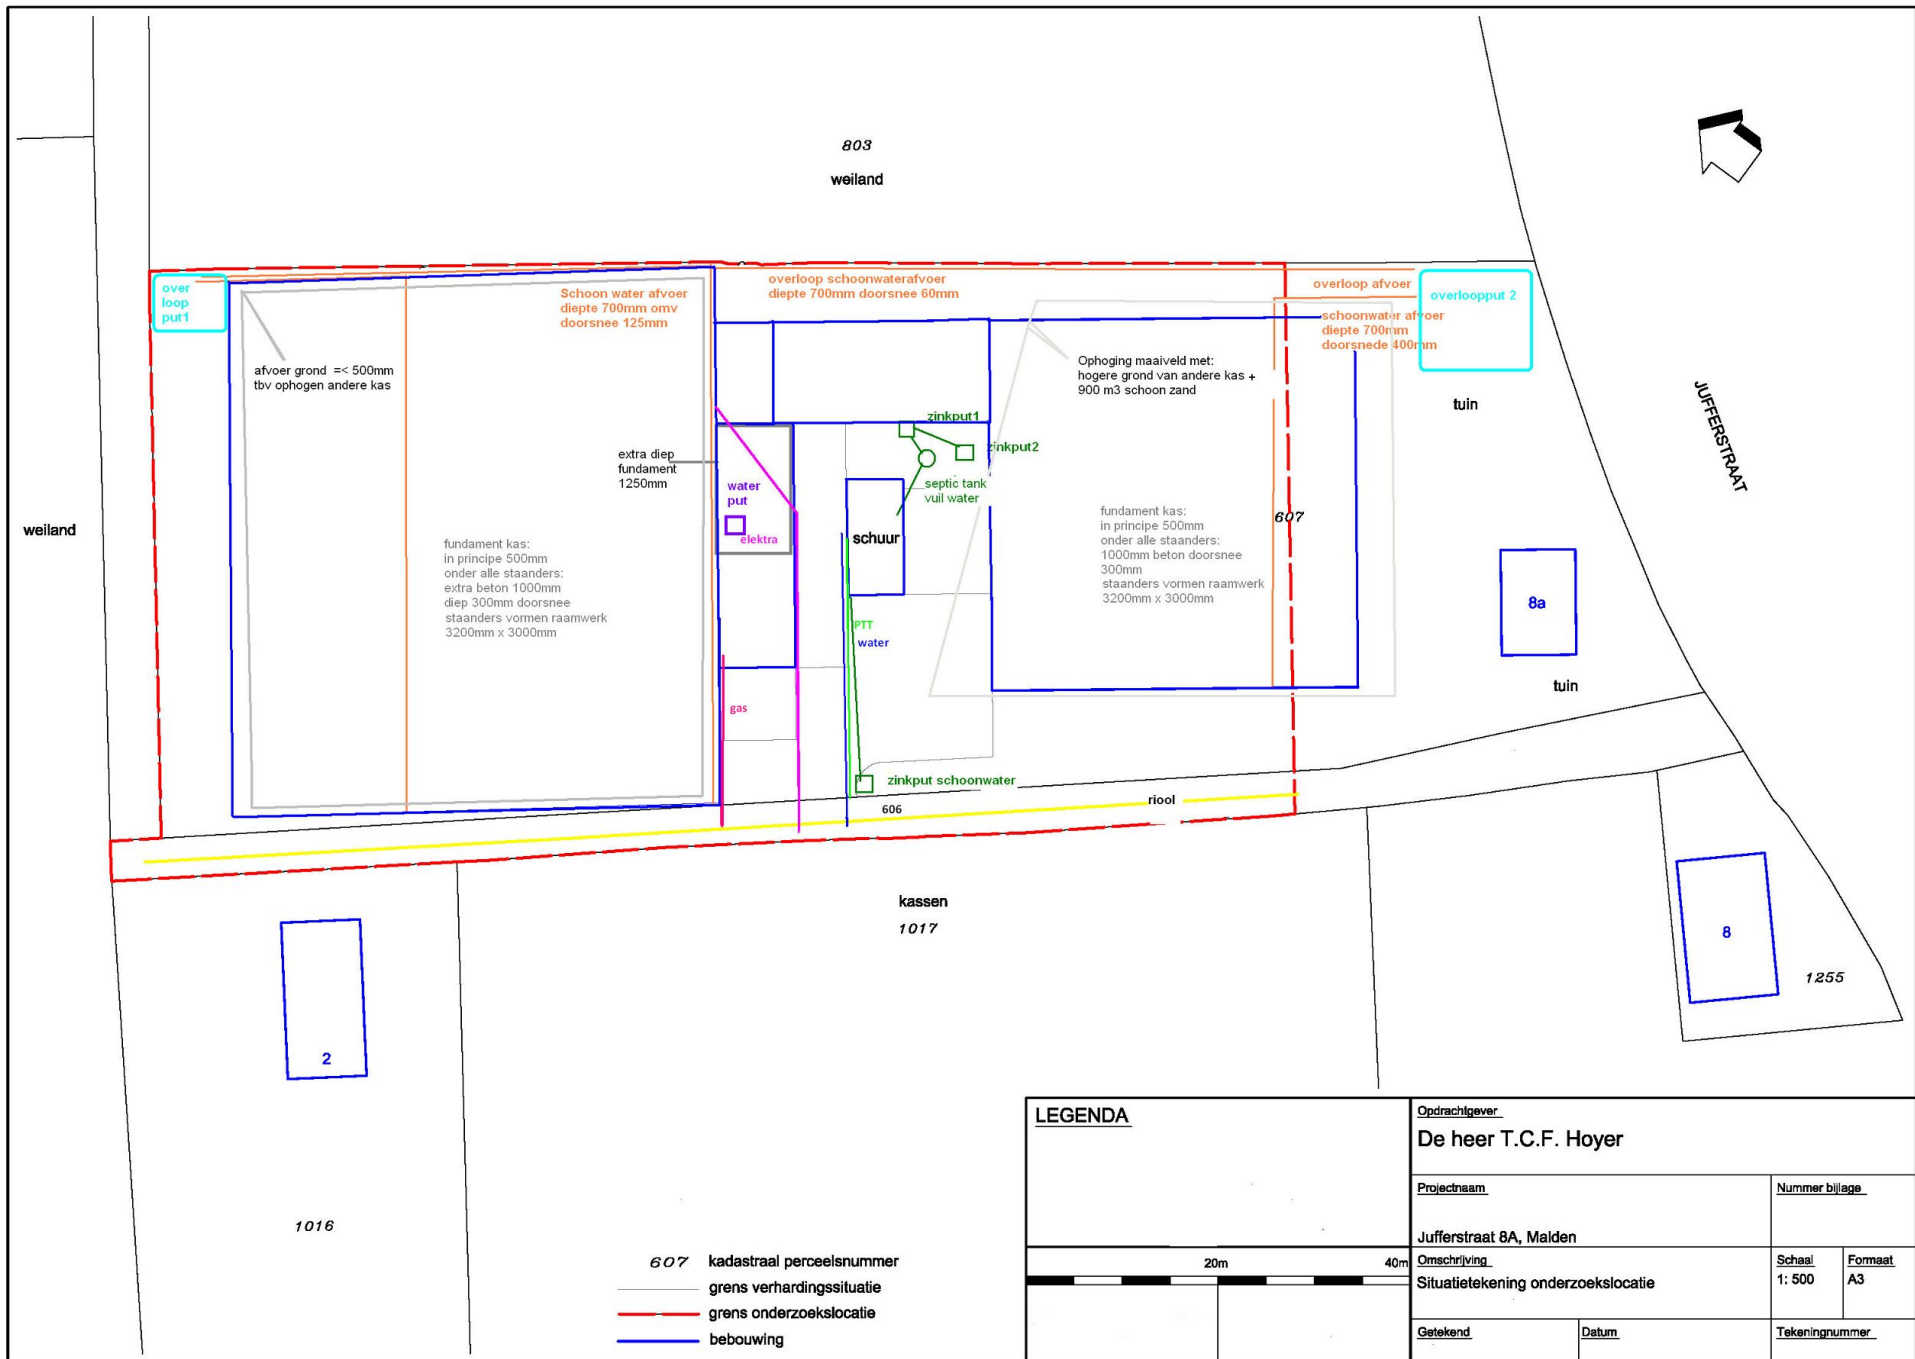 803
weiland
over
loop
put1
Schoon water afvoer
diepte 700mm omv
doorsnee 125mm
overloop schoonwaterafvoer
diepte 700mm doorsnee 60mm
overloop afvoer
overloopput 2
schoonwater afvoer
diepte 700mm
doorsnede 400mm
afvoer grond =< 500mm
tbv ophogen andere kas
Ophoging maaiveld met:
hogere grond van andere kas +
900 m3 schoon zand
tuin
JUFFERSTRAAT
zinkput1
zinkput2
extra diep
fundament
1250mm
water
put
elektra
septic tank
vuil water
schuur
weiland
fundament kas:
in principe 500mm
onder alle staanders:
extra beton 1000mm
diep 300mm doorsnee
staanders vormen raamwerk
3200mm x 3000mm
fundament kas:
in principe 500mm
onder alle staanders:
1000mm beton doorsnee
300mm
staanders vormen raamwerk
3200mm x 3000mm
607
8a
PTT
water
tuin
gas
zinkput schoonwater
606
riool
kassen
1017
8
1255
2
1016
607 kadastraal perceelsnummer
grens verhardingssituatie
grens onderzoekslocatie
bebouwing
LEGENDA
20m
40m
Opdrachtgever
De heer T.C.F. Hoyer
Projectnaam
Nummer bijlage
Jufferstraat 8A, Malden
Omschrijving
Schaal
Formaat
Situatietekening onderzoekslocatie
1: 500
A3
Getekend
Datum
Tekeningnummer